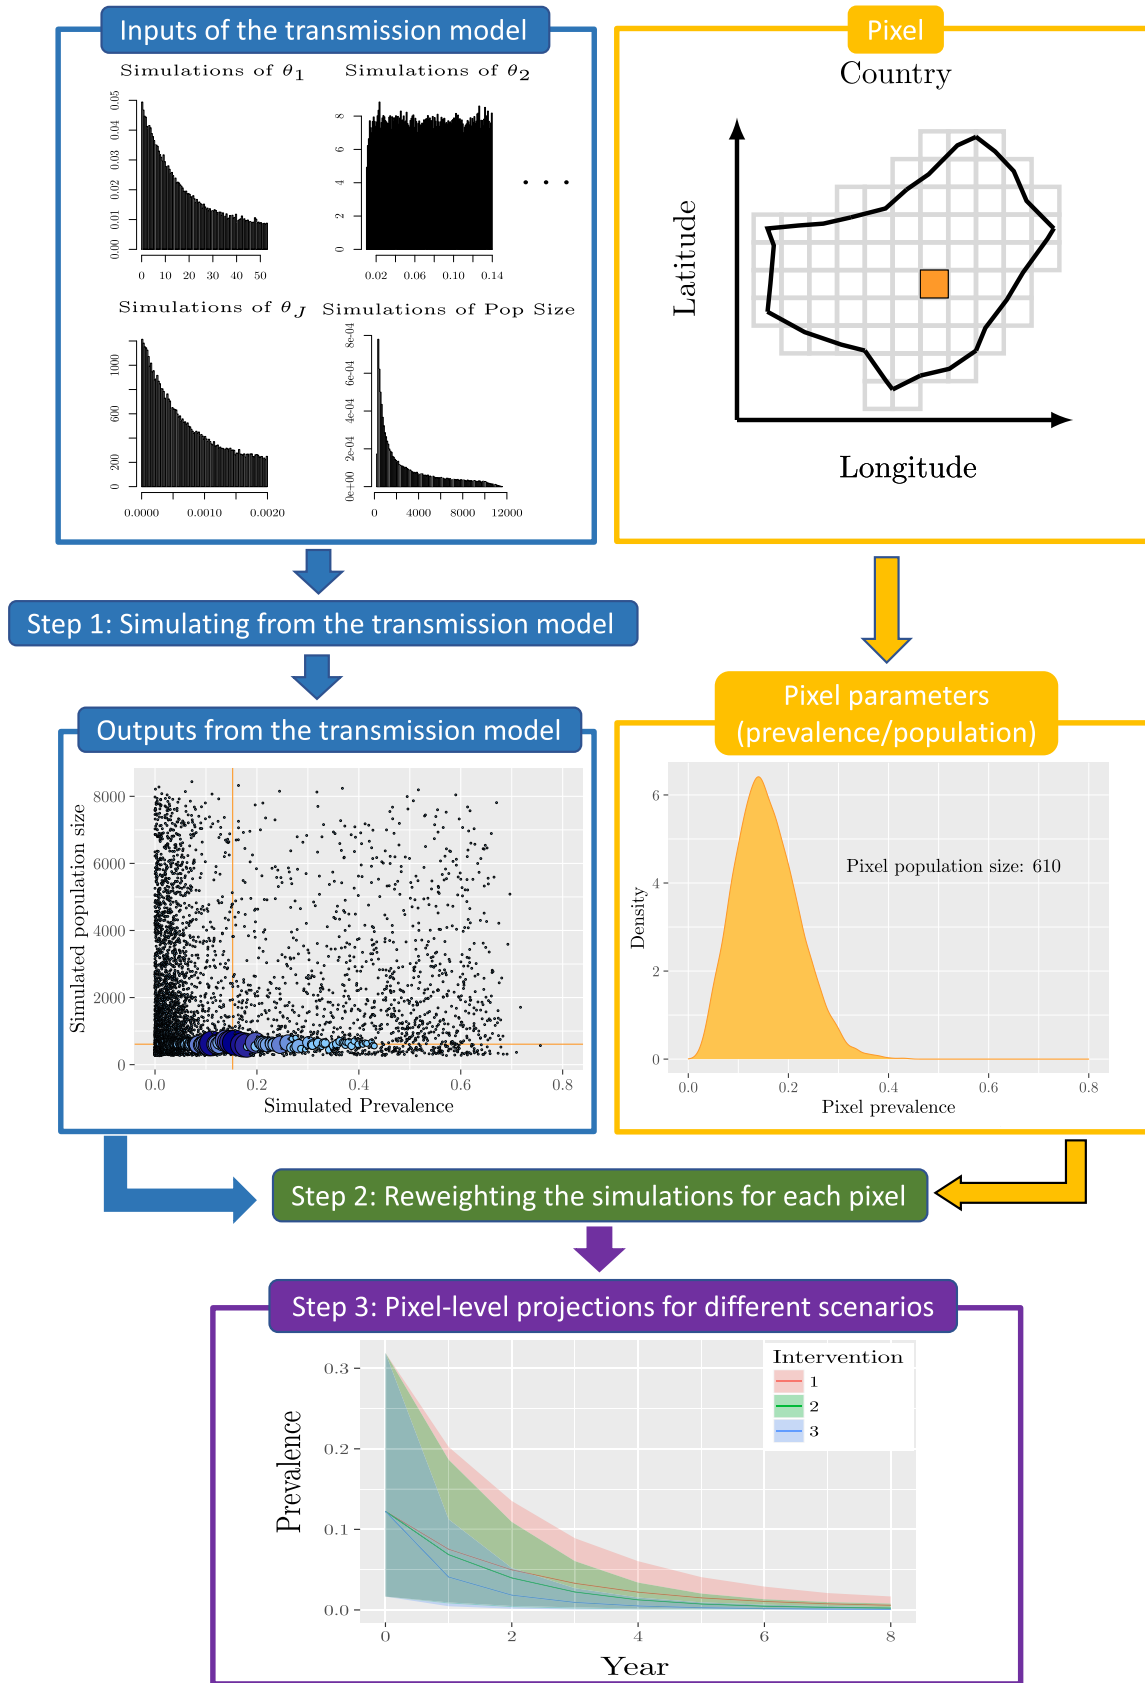 Inputs of the transmission model
Simulations of θ1
0.00 0.01 0.02 0.03 0.04 0.05
0 10 20 30 40 50
Simulations of θ2
0 2 4 6 8
0.02 0.06 0.10 0.14
. . .
Simulations of θJ
0 200 600 1000
0.0000 0.0010 0.0020
Simulations of Pop Size
0e+00 2e-04 4e-04 6e-04 8e-04
0 4000 8000 12000
Pixel
Country
Latitude
Longitude
Step 1: Simulating from the transmission model
Outputs from the transmission model
Simulated population size
8000
6000
4000
2000
0
0.0 0.2 0.4 0.6 0.8
Simulated Prevalence
Pixel parameters
(prevalence/population)
Pixel population size: 610
Density
6
4
2
0
0.0 0.2 0.4 0.6 0.8
Pixel prevalence
Step 2: Reweighting the simulations for each pixel
Step 3: Pixel-level projections for different scenarios
Intervention
1
2
3
Prevalence
0.3
0.2
0.1
0.0
0 2 4 6 8
Year